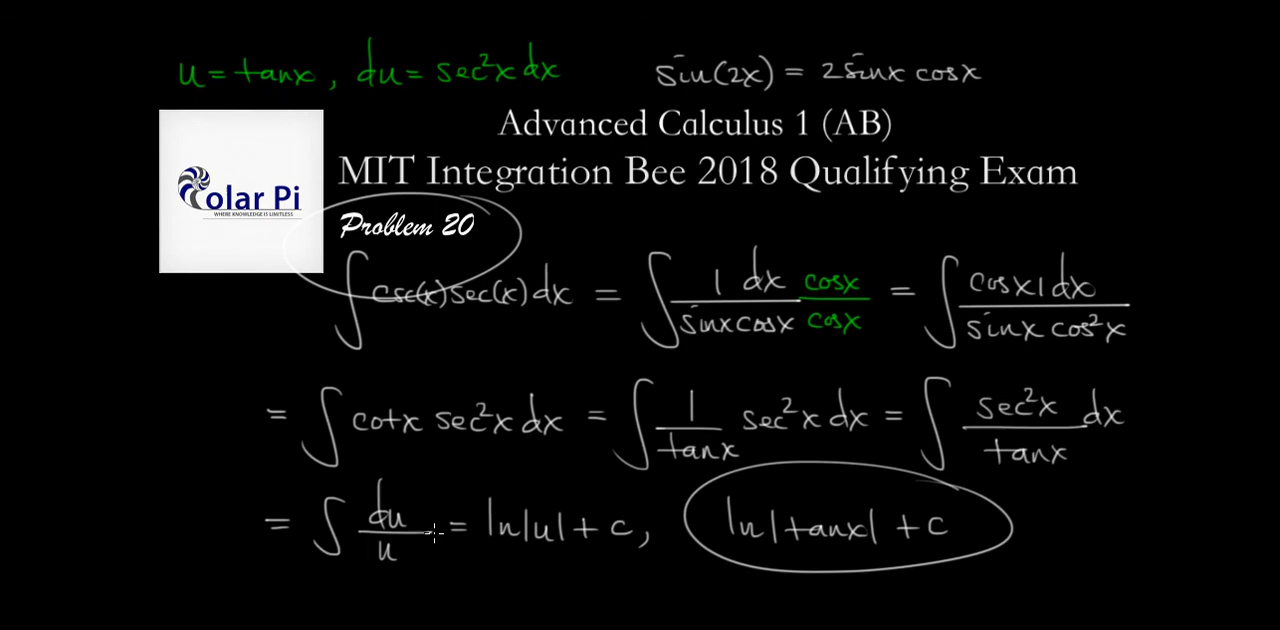 u = tanx , du = sec²x dx sin(2x) = 2sinx cosx
Advanced Calculus 1 (AB)
MIT Integration Bee 2018 Qualifying Exam
olar Pi
WHERE KNOWLEDGE IS LIMITLESS
Problem 20
∫ csc(x) sec(x) dx = ∫ 1 dx / sinx cosx cosx / cosx = ∫ cosx 1 dx / sinx cos²x
= ∫ cotx sec²x dx = ∫ 1 / tanx sec²x dx = ∫ sec²x / tanx dx
= ∫ du / u = ln|u| + c, ln|tanx| + c